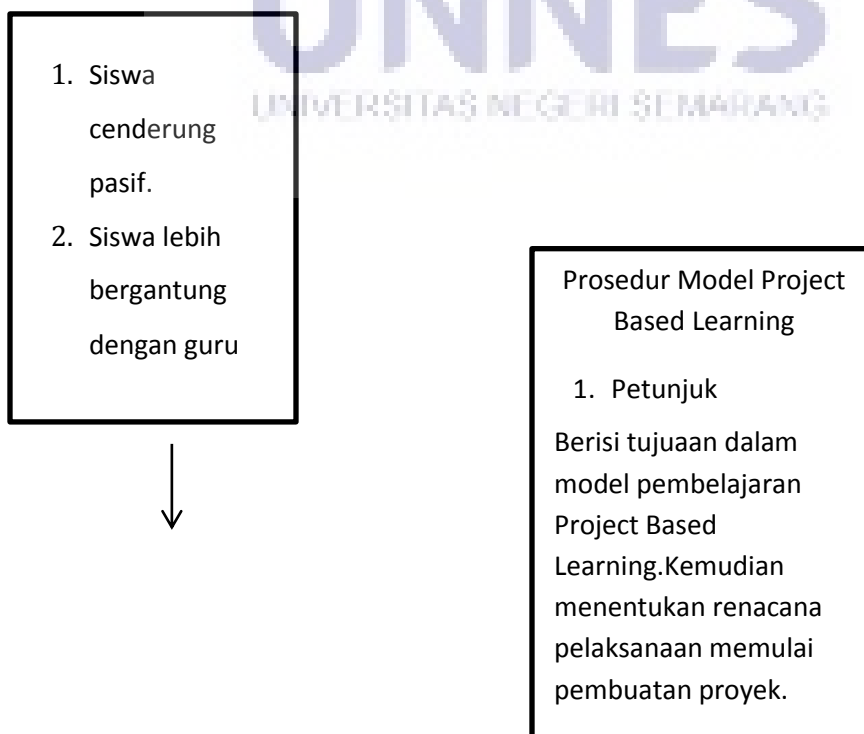 UNNES
UNIVERSITAS NEGERI SEMARANG
1. Siswa
cenderung
pasif.
2. Siswa lebih
bergantung
dengan guru
Prosedur Model Project
Based Learning
1. Petunjuk
Berisi tujuaan dalam
model pembelajaran
Project Based
Learning.Kemudian
menentukan renacana
pelaksanaan memulai
pembuatan proyek.